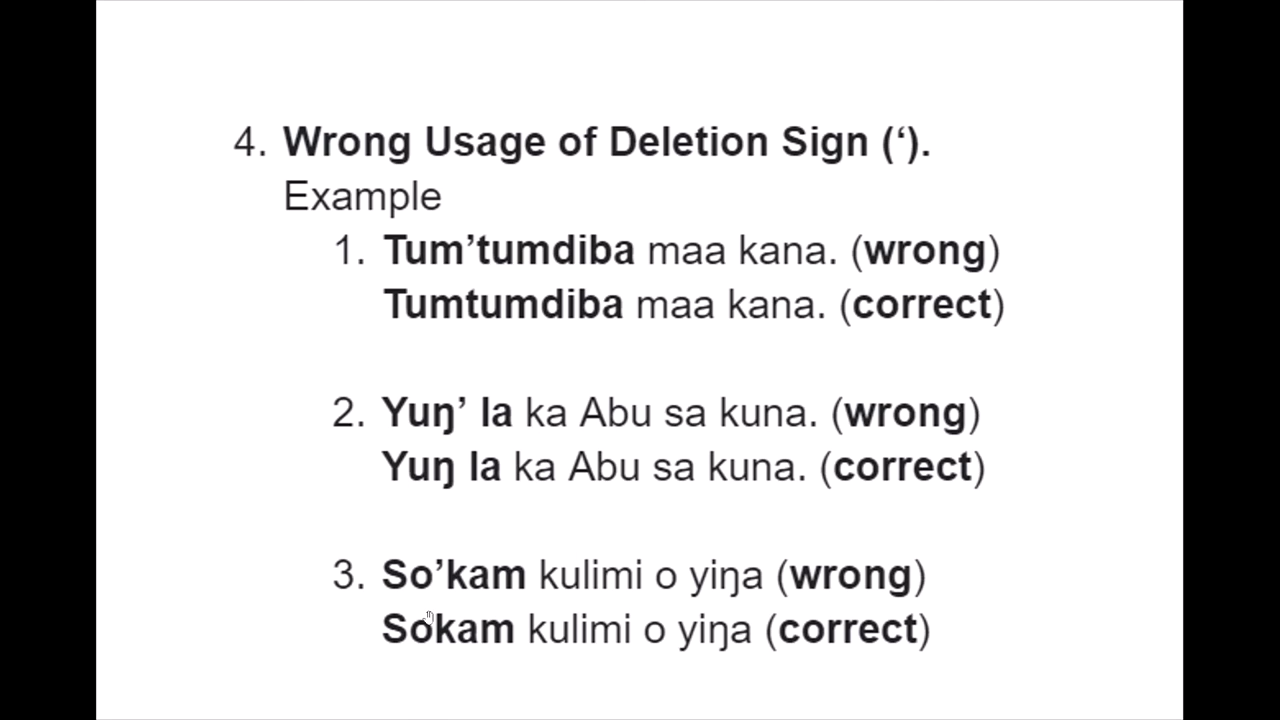 4. Wrong Usage of Deletion Sign (‘).
Example
1. Tum’tumdiba maa kana. (wrong)
Tumtumdiba maa kana. (correct)
2. Yuŋ’ la ka Abu sa kuna. (wrong)
Yuŋ la ka Abu sa kuna. (correct)
3. So’kam kulimi o yiŋa (wrong)
Sokam kulimi o yiŋa (correct)